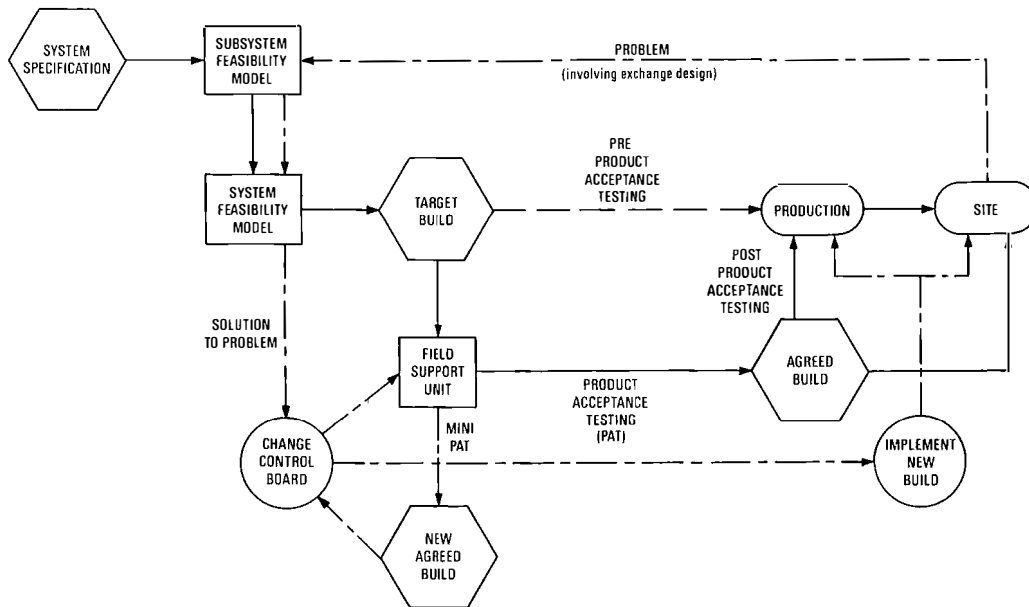 SYSTEM
SPECIFICATION
SUBSYSTEM
FEASIBILITY
MODEL
PROBLEM
(involving exchange design)
SYSTEM
FEASIBILITY
MODEL
TARGET
BUILD
PRE
PRODUCT
ACCEPTANCE
TESTING
PRODUCTION
SITE
POST
PRODUCT
ACCEPTANCE
TESTING
SOLUTION
TO PROBLEM
FIELD
SUPPORT
UNIT
PRODUCT
ACCEPTANCE
TESTING
(PAT)
AGREED
BUILD
MINI
PAT
CHANGE
CONTROL
BOARD
IMPLEMENT
NEW
BUILD
NEW
AGREED
BUILD